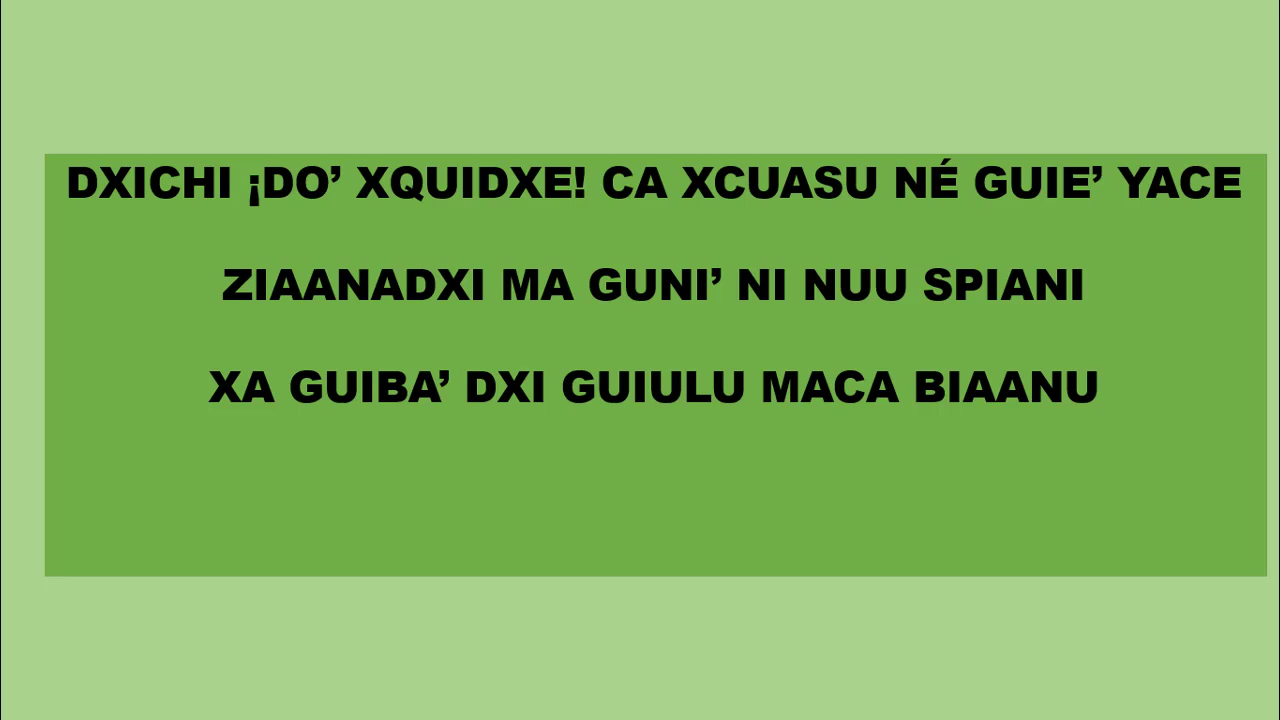 DXICHI ¡DO’ XQUIDXE! CA XCUASU NÉ GUIE’ YACE
ZIAANADXI MA GUNI’ NI NUU SPIANI
XA GUIBA’ DXI GUIULU MACA BIAANU